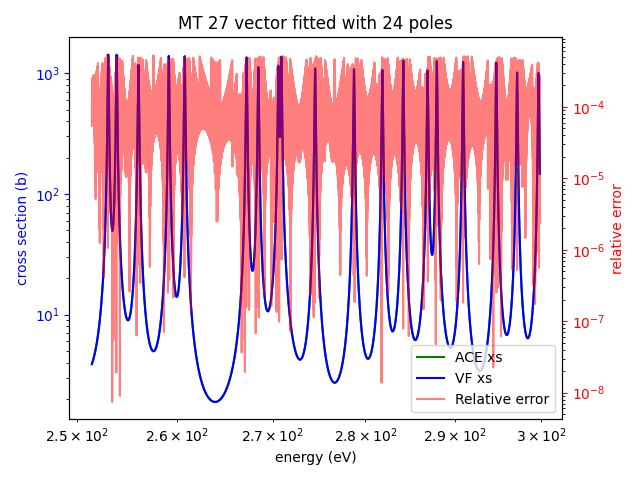 MT 27 vector fitted with 24 poles
cross section (b)
10³
10²
10¹
10⁻⁴
10⁻⁵
10⁻⁶
10⁻⁷
10⁻⁸
relative error
ACE xs
VF xs
Relative error
2.5 × 10² 2.6 × 10² 2.7 × 10² 2.8 × 10² 2.9 × 10² 3 × 10²
energy (eV)